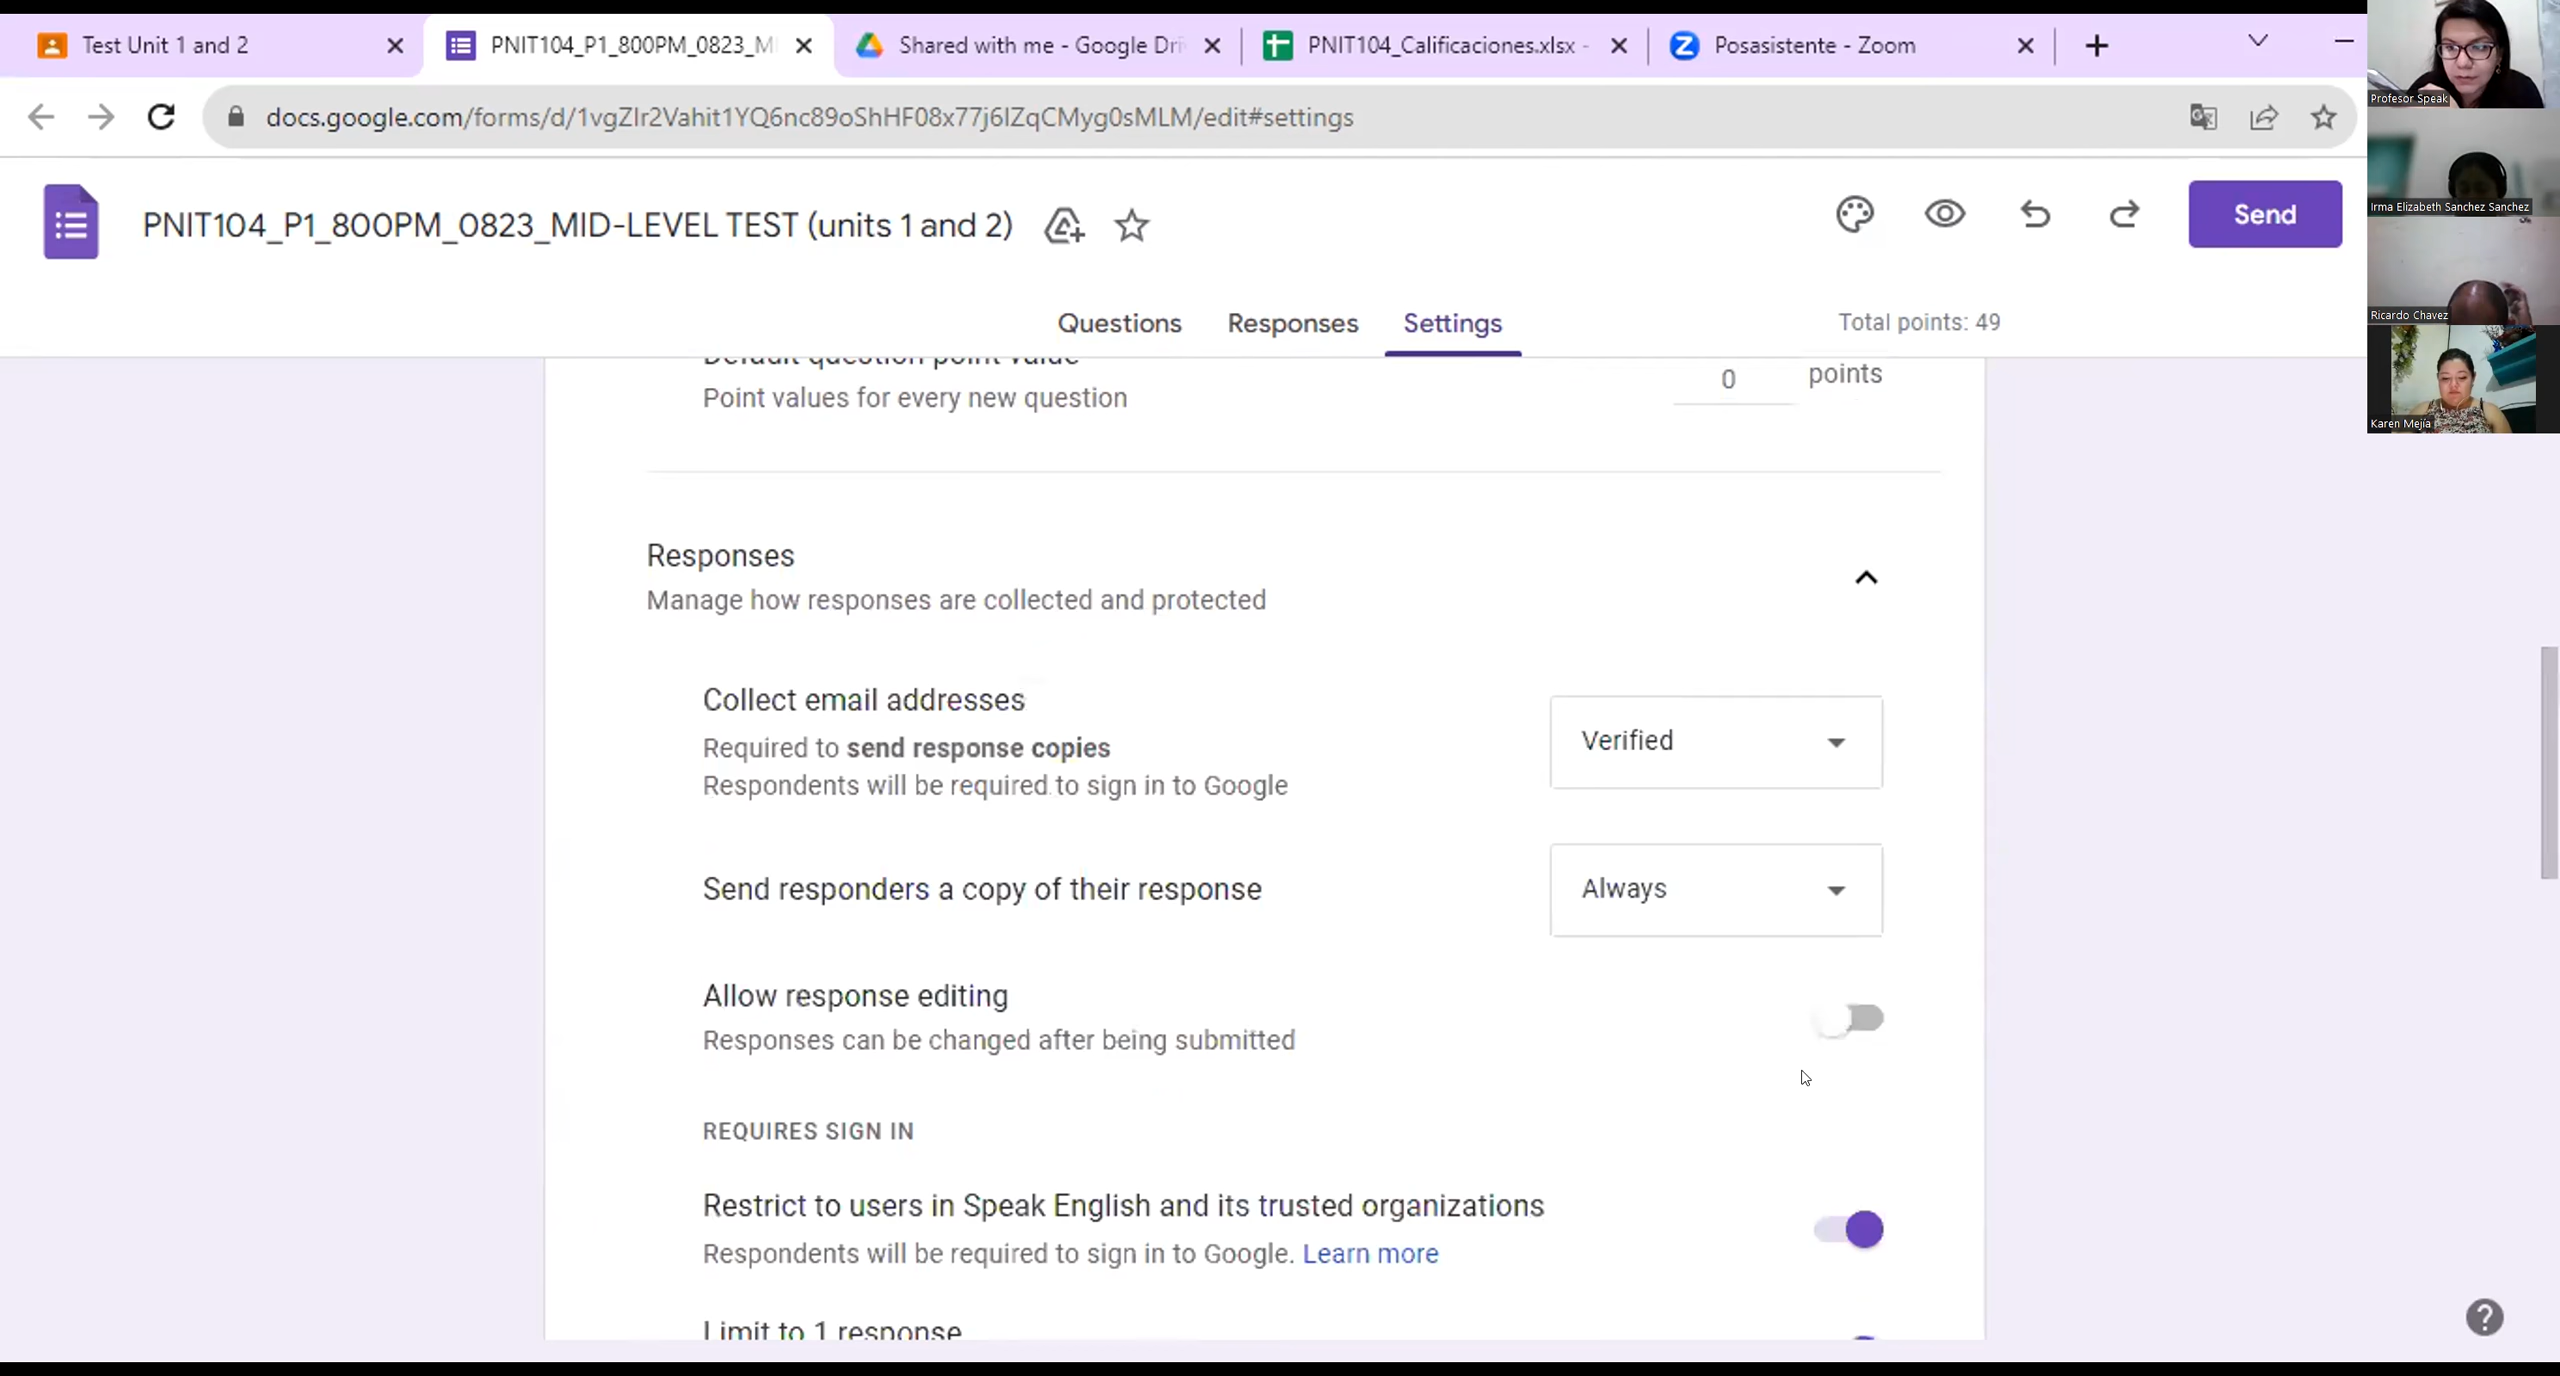 Test Unit 1 and 2
PNIT104_P1_800PM_0823_M
Shared with me - Google Dri
PNIT104_Calificaciones.xlsx -
Posasistente - Zoom
docs.google.com/forms/d/1vgZIr2Vahit1YQ6nc89oShHF08x77j6IZqCMyg0sMLM/edit#settings
PNIT104_P1_800PM_0823_MID-LEVEL TEST (units 1 and 2)
Send
Questions
Responses
Settings
Total points: 49
Default question point value
Point values for every new question
0
points
Responses
Manage how responses are collected and protected
Collect email addresses
Required to send response copies
Respondents will be required to sign in to Google
Verified
Send responders a copy of their response
Always
Allow response editing
Responses can be changed after being submitted
REQUIRES SIGN IN
Restrict to users in Speak English and its trusted organizations
Respondents will be required to sign in to Google. Learn more
Limit to 1 response
Profesor Speak
Irma Elizabeth Sanchez Sanchez
Ricardo Chavez
Karen Mejía